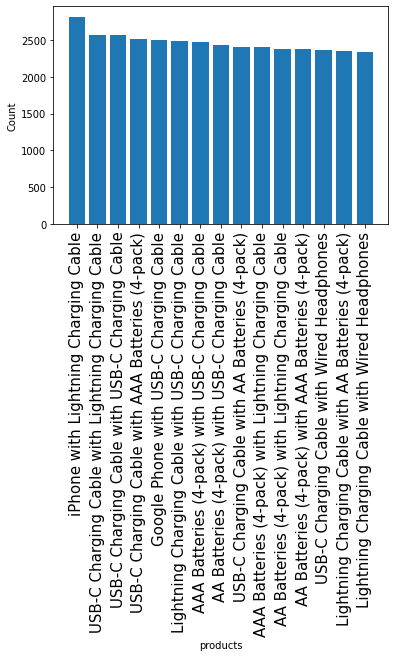 2500
2000
1500
1000
500
0
Count
iPhone with Lightning Charging Cable
USB-C Charging Cable with Lightning Charging Cable
USB-C Charging Cable with USB-C Charging Cable
USB-C Charging Cable with AAA Batteries (4-pack)
Google Phone with USB-C Charging Cable
Lightning Charging Cable with USB-C Charging Cable
AAA Batteries (4-pack) with USB-C Charging Cable
AA Batteries (4-pack) with USB-C Charging Cable
USB-C Charging Cable with AA Batteries (4-pack)
AAA Batteries (4-pack) with Lightning Charging Cable
AA Batteries (4-pack) with Lightning Charging Cable
AA Batteries (4-pack) with AAA Batteries (4-pack)
USB-C Charging Cable with Wired Headphones
Lightning Charging Cable with AA Batteries (4-pack)
Lightning Charging Cable with Wired Headphones
products